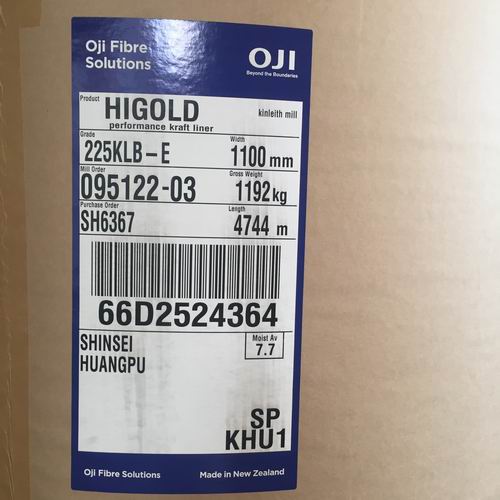 Oji Fibre Solutions
OJI
Beyond the Boundaries
Product
HIGOLD
kinleith mill
performance kraft liner
Grade
225KLB-E
Width
1100 mm
Mill Order
095122-03
Gross Weight
1192kg
Purchase Order
SH6367
Length
4744 m
66D2524364
SHINSEI
HUANGPU
Moist Av
7.7
SP
KHU1
Oji Fibre Solutions
Made in New Zealand